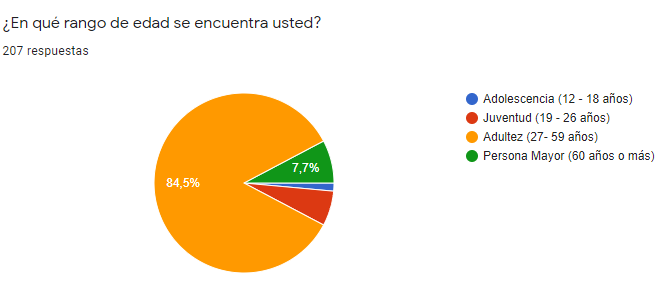 ¿En qué rango de edad se encuentra usted?
207 respuestas
Adolescencia (12 - 18 años)
Juventud (19 - 26 años)
Adultez (27- 59 años)
Persona Mayor (60 años o más)
7,7%
84,5%